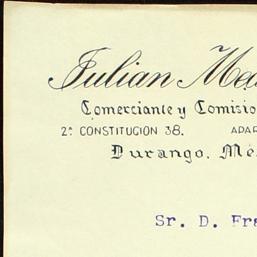 Julian Me
Comerciante y Comisio
2ª CONSTITUCION 38. APAR
Durango, Mé
Sr. D. Fra